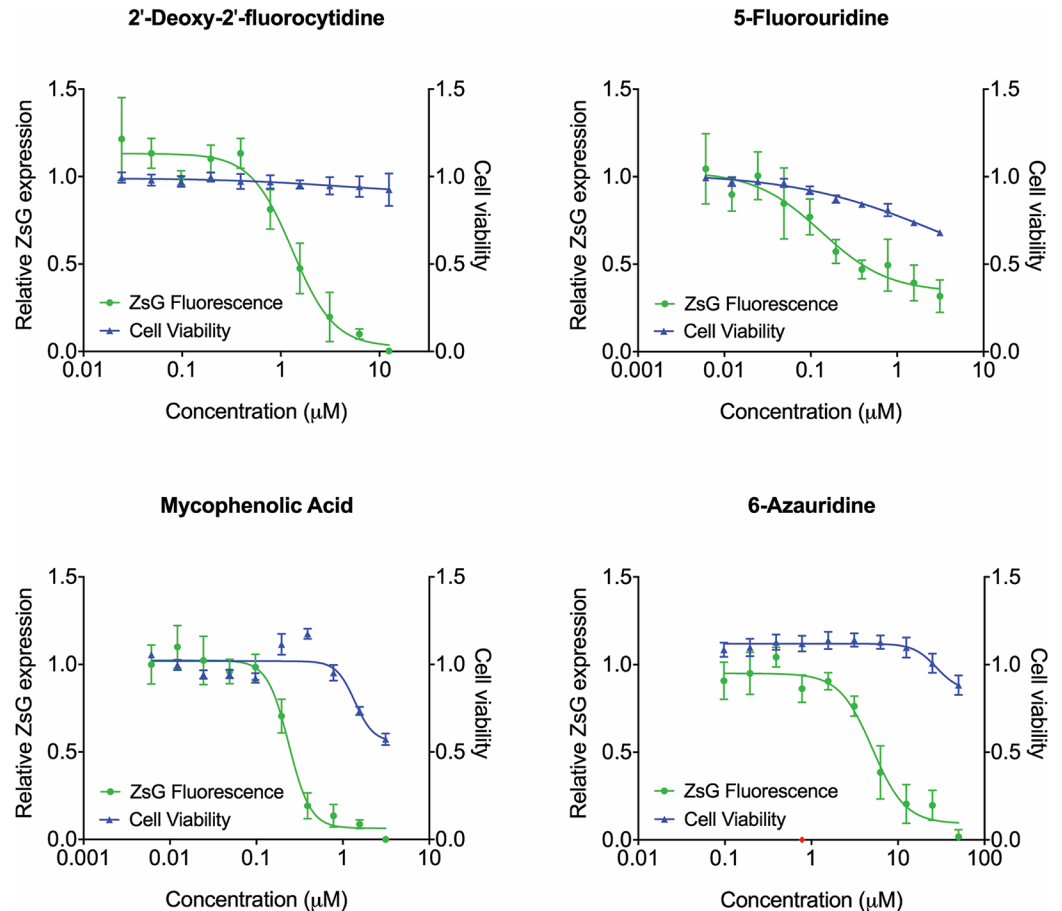 2'-Deoxy-2'-fluorocytidine
5-Fluorouridine
1.5
1.0
0.5
0.0
Relative ZsG expression
1.5
1.0
0.5
0.0
Cell viability
ZsG Fluorescence
Cell Viability
0.01
0.1
1
10
Concentration (μM)
1.5
1.0
0.5
0.0
Relative ZsG expression
1.5
1.0
0.5
0.0
Cell viability
ZsG Fluorescence
Cell Viability
0.001
0.01
0.1
1
10
Concentration (μM)
Mycophenolic Acid
6-Azauridine
1.5
1.0
0.5
0.0
Relative ZsG expression
1.5
1.0
0.5
0.0
Cell viability
ZsG Fluorescence
Cell Viability
0.001
0.01
0.1
1
10
Concentration (μM)
1.5
1.0
0.5
0.0
Relative ZsG expression
1.5
1.0
0.5
0.0
Cell viability
ZsG Fluorescence
Cell Viability
0.01
0.1
1
10
100
Concentration (μM)